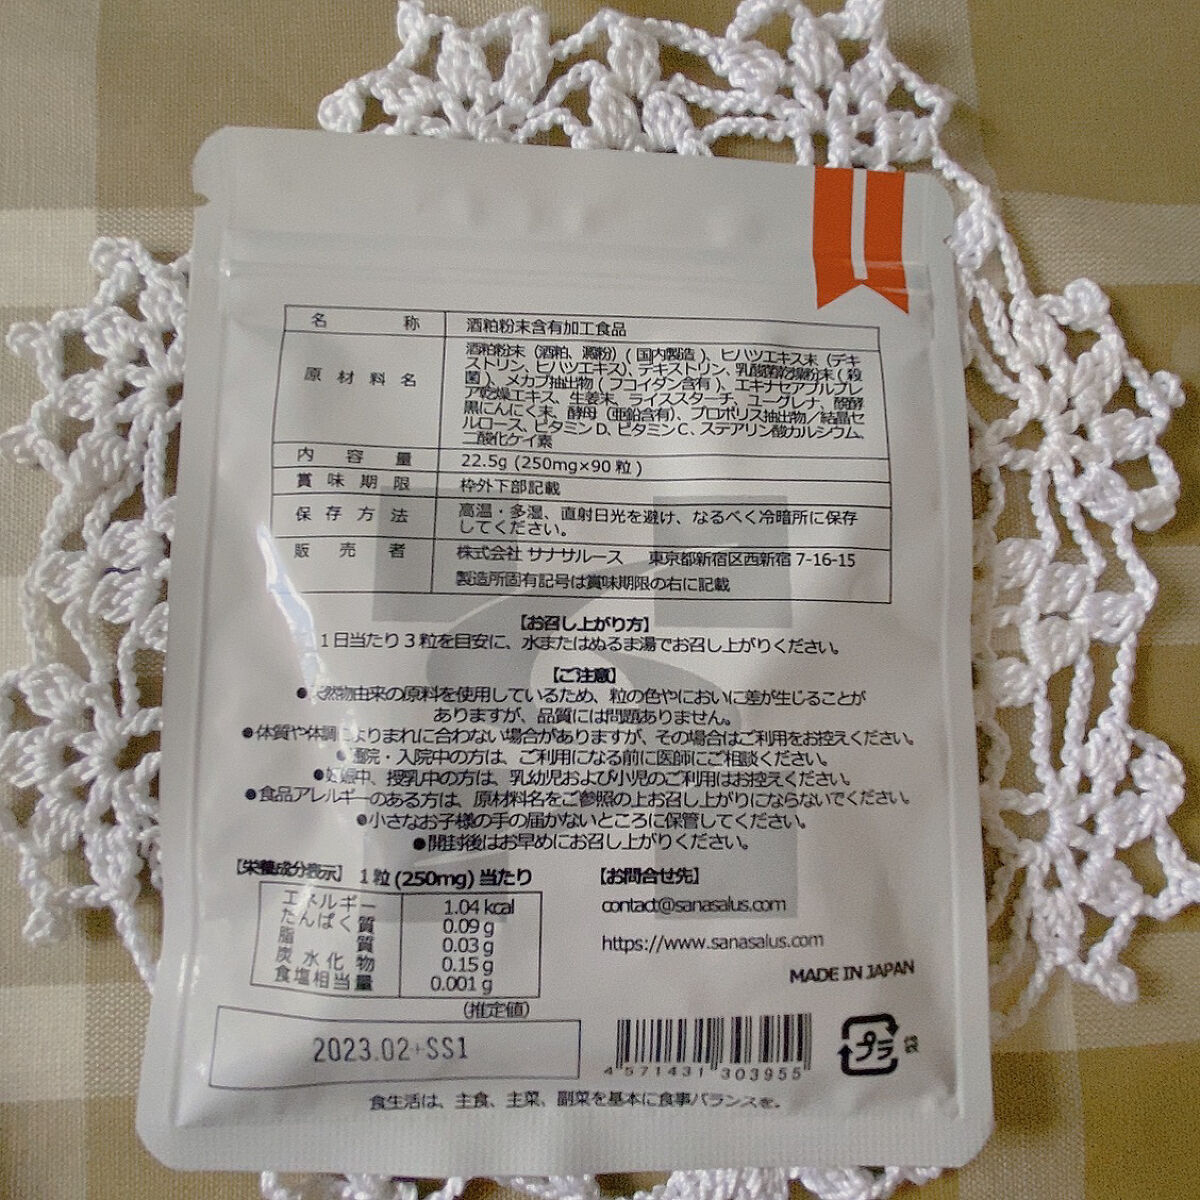 名称 酒粕粉末含有加工食品
原材料名
酒粕粉末（酒粕、澱粉）(国内製造)、ヒハツエキス末（デキ
ストリン、ヒハツエキス)、デキストリン、乳酸菌乾燥粉末(殺
菌)、メカブ抽出物(フコイダン含有)、エキナセアプルプレ
ア乾燥エキス、生姜末、ライススターチ、ユーグレナ、醗酵
黒にんにく末、酵母（亜鉛含有)、プロポリス抽出物／結晶セ
ルロース、ビタミンD、ビタミンC、ステアリン酸カルシウム、
二酸化ケイ素
内容量 22.5g (250mg×90粒)
賞味期限 枠外下部記載
保存方法 高温・多湿、直射日光を避け、なるべく冷暗所に保存
してください。
販売者 株式会社 サナサルース 東京都新宿区西新宿 7-16-15
製造所固有記号は賞味期限の右に記載
【お召し上がり方】
1日当たり3粒を目安に、水またはぬるま湯でお召し上がりください。
【ご注意】
●天然物由来の原料を使用しているため、粒の色やにおいに差が生じることが
ありますが、品質には問題ありません。
●体質や体調によりまれに合わない場合がありますが、その場合はご利用をお控えください。
●通院・入院中の方は、ご利用になる前に医師にご相談ください。
●妊娠中、授乳中の方は、乳幼児および小児のご利用はお控えください。
●食品アレルギーのある方は、原材料名をご参照の上お召し上がりにならないでください。
●小さなお子様の手の届かないところに保管してください。
●開封後はお早めにお召し上がりください。
【栄養成分表示】 1粒(250mg)当たり
エネルギー 1.04 kcal
たんぱく質 0.09 g
脂質 0.03 g
炭水化物 0.15 g
食塩相当量 0.001 g
(推定値)
【お問合せ先】
contact@sanasalus.com
https://www.sanasalus.com
MADE IN JAPAN
2023.02+SS1
4 571431 303955
プラ
袋
食生活は、主食、主菜、副菜を基本に食事バランスを。